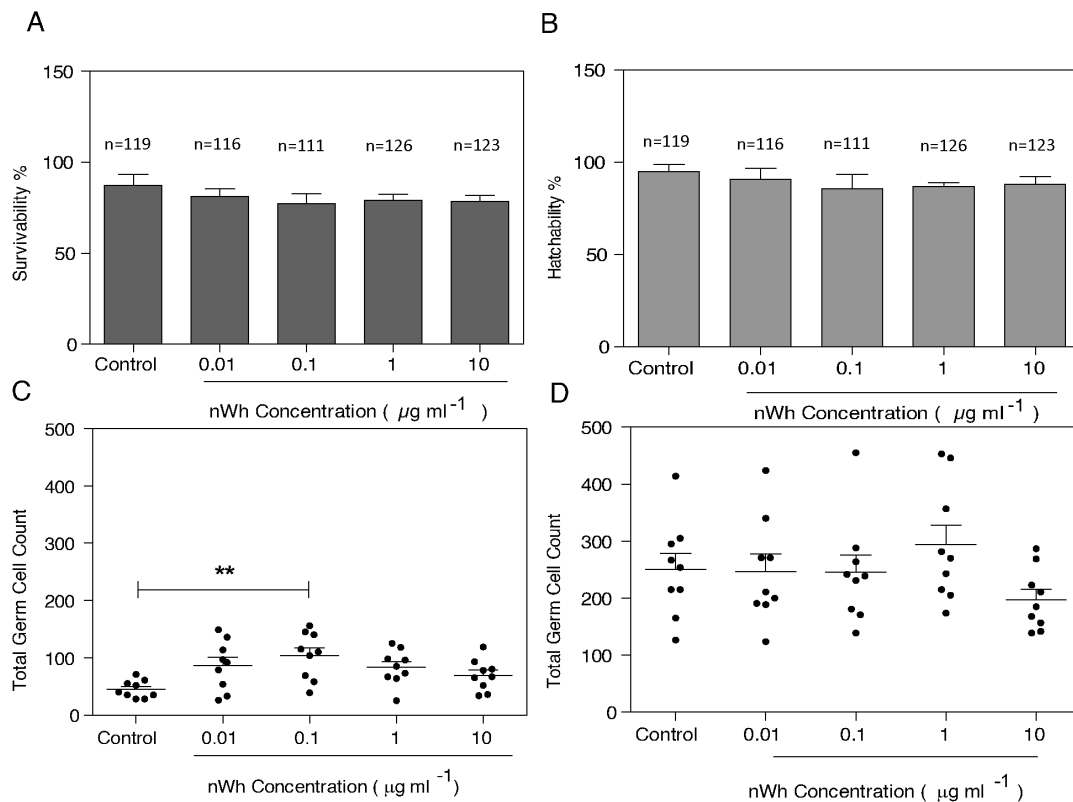 A
Survivability %
150
100
50
0
n=119 n=116 n=111 n=126 n=123
Control 0.01 0.1 1 10
nWh Concentration ( µg ml -1 )
B
Hatchability %
150
100
50
0
n=119 n=116 n=111 n=126 n=123
Control 0.01 0.1 1 10
nWh Concentration ( µg ml -1 )
C
Total Germ Cell Count
500
400
300
200
100
0
**
Control 0.01 0.1 1 10
nWh Concentration ( µg ml -1 )
D
Total Germ Cell Count
500
400
300
200
100
0
Control 0.01 0.1 1 10
nWh Concentration ( µg ml -1 )